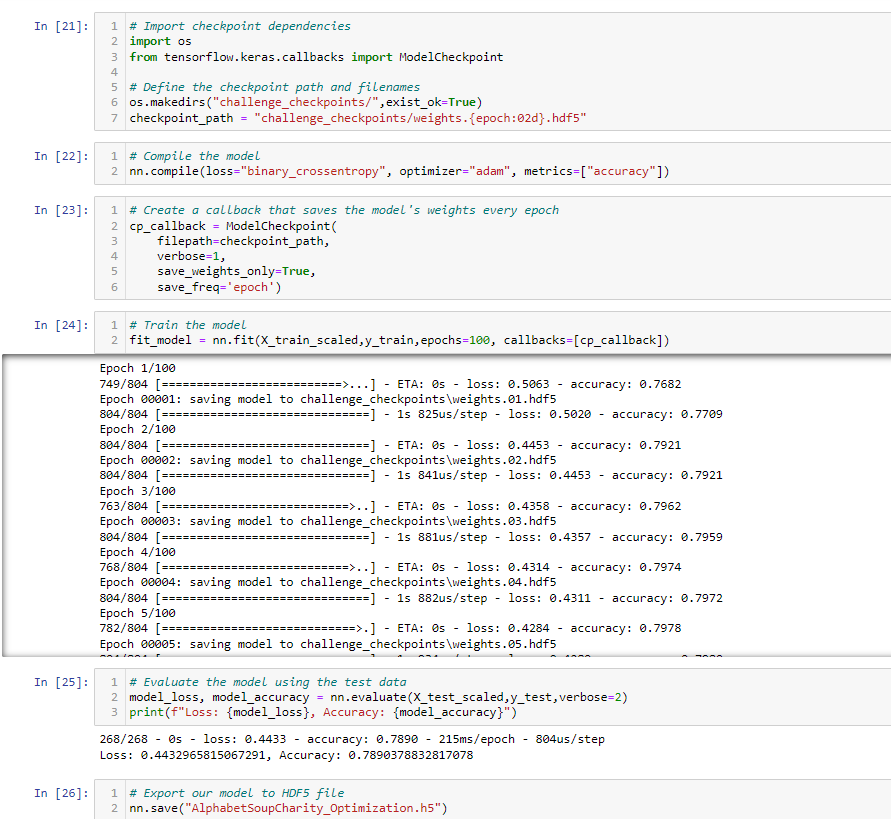 In [21]:
1 # Import checkpoint dependencies
2 import os
3 from tensorflow.keras.callbacks import ModelCheckpoint
4
5 # Define the checkpoint path and filenames
6 os.makedirs("challenge_checkpoints/",exist_ok=True)
7 checkpoint_path = "challenge_checkpoints/weights.{epoch:02d}.hdf5"
In [22]:
1 # Compile the model
2 nn.compile(loss="binary_crossentropy", optimizer="adam", metrics=["accuracy"])
In [23]:
1 # Create a callback that saves the model's weights every epoch
2 cp_callback = ModelCheckpoint(
3     filepath=checkpoint_path,
4     verbose=1,
5     save_weights_only=True,
6     save_freq='epoch')
In [24]:
1 # Train the model
2 fit_model = nn.fit(X_train_scaled,y_train,epochs=100, callbacks=[cp_callback])
Epoch 1/100
749/804 [==========================>...] - ETA: 0s - loss: 0.5063 - accuracy: 0.7682
Epoch 00001: saving model to challenge_checkpoints\weights.01.hdf5
804/804 [==============================] - 1s 825us/step - loss: 0.5020 - accuracy: 0.7709
Epoch 2/100
804/804 [==============================] - ETA: 0s - loss: 0.4453 - accuracy: 0.7921
Epoch 00002: saving model to challenge_checkpoints\weights.02.hdf5
804/804 [==============================] - 1s 841us/step - loss: 0.4453 - accuracy: 0.7921
Epoch 3/100
763/804 [===========================>..] - ETA: 0s - loss: 0.4358 - accuracy: 0.7962
Epoch 00003: saving model to challenge_checkpoints\weights.03.hdf5
804/804 [==============================] - 1s 881us/step - loss: 0.4357 - accuracy: 0.7959
Epoch 4/100
768/804 [===========================>..] - ETA: 0s - loss: 0.4314 - accuracy: 0.7974
Epoch 00004: saving model to challenge_checkpoints\weights.04.hdf5
804/804 [==============================] - 1s 882us/step - loss: 0.4311 - accuracy: 0.7972
Epoch 5/100
782/804 [============================>.] - ETA: 0s - loss: 0.4284 - accuracy: 0.7978
Epoch 00005: saving model to challenge_checkpoints\weights.05.hdf5
In [25]:
1 # Evaluate the model using the test data
2 model_loss, model_accuracy = nn.evaluate(X_test_scaled,y_test,verbose=2)
3 print(f"Loss: {model_loss}, Accuracy: {model_accuracy}")
268/268 - 0s - loss: 0.4433 - accuracy: 0.7890 - 215ms/epoch - 804us/step
Loss: 0.4432965815067291, Accuracy: 0.7890378832817078
In [26]:
1 # Export our model to HDF5 file
2 nn.save("AlphabetSoupCharity_Optimization.h5")